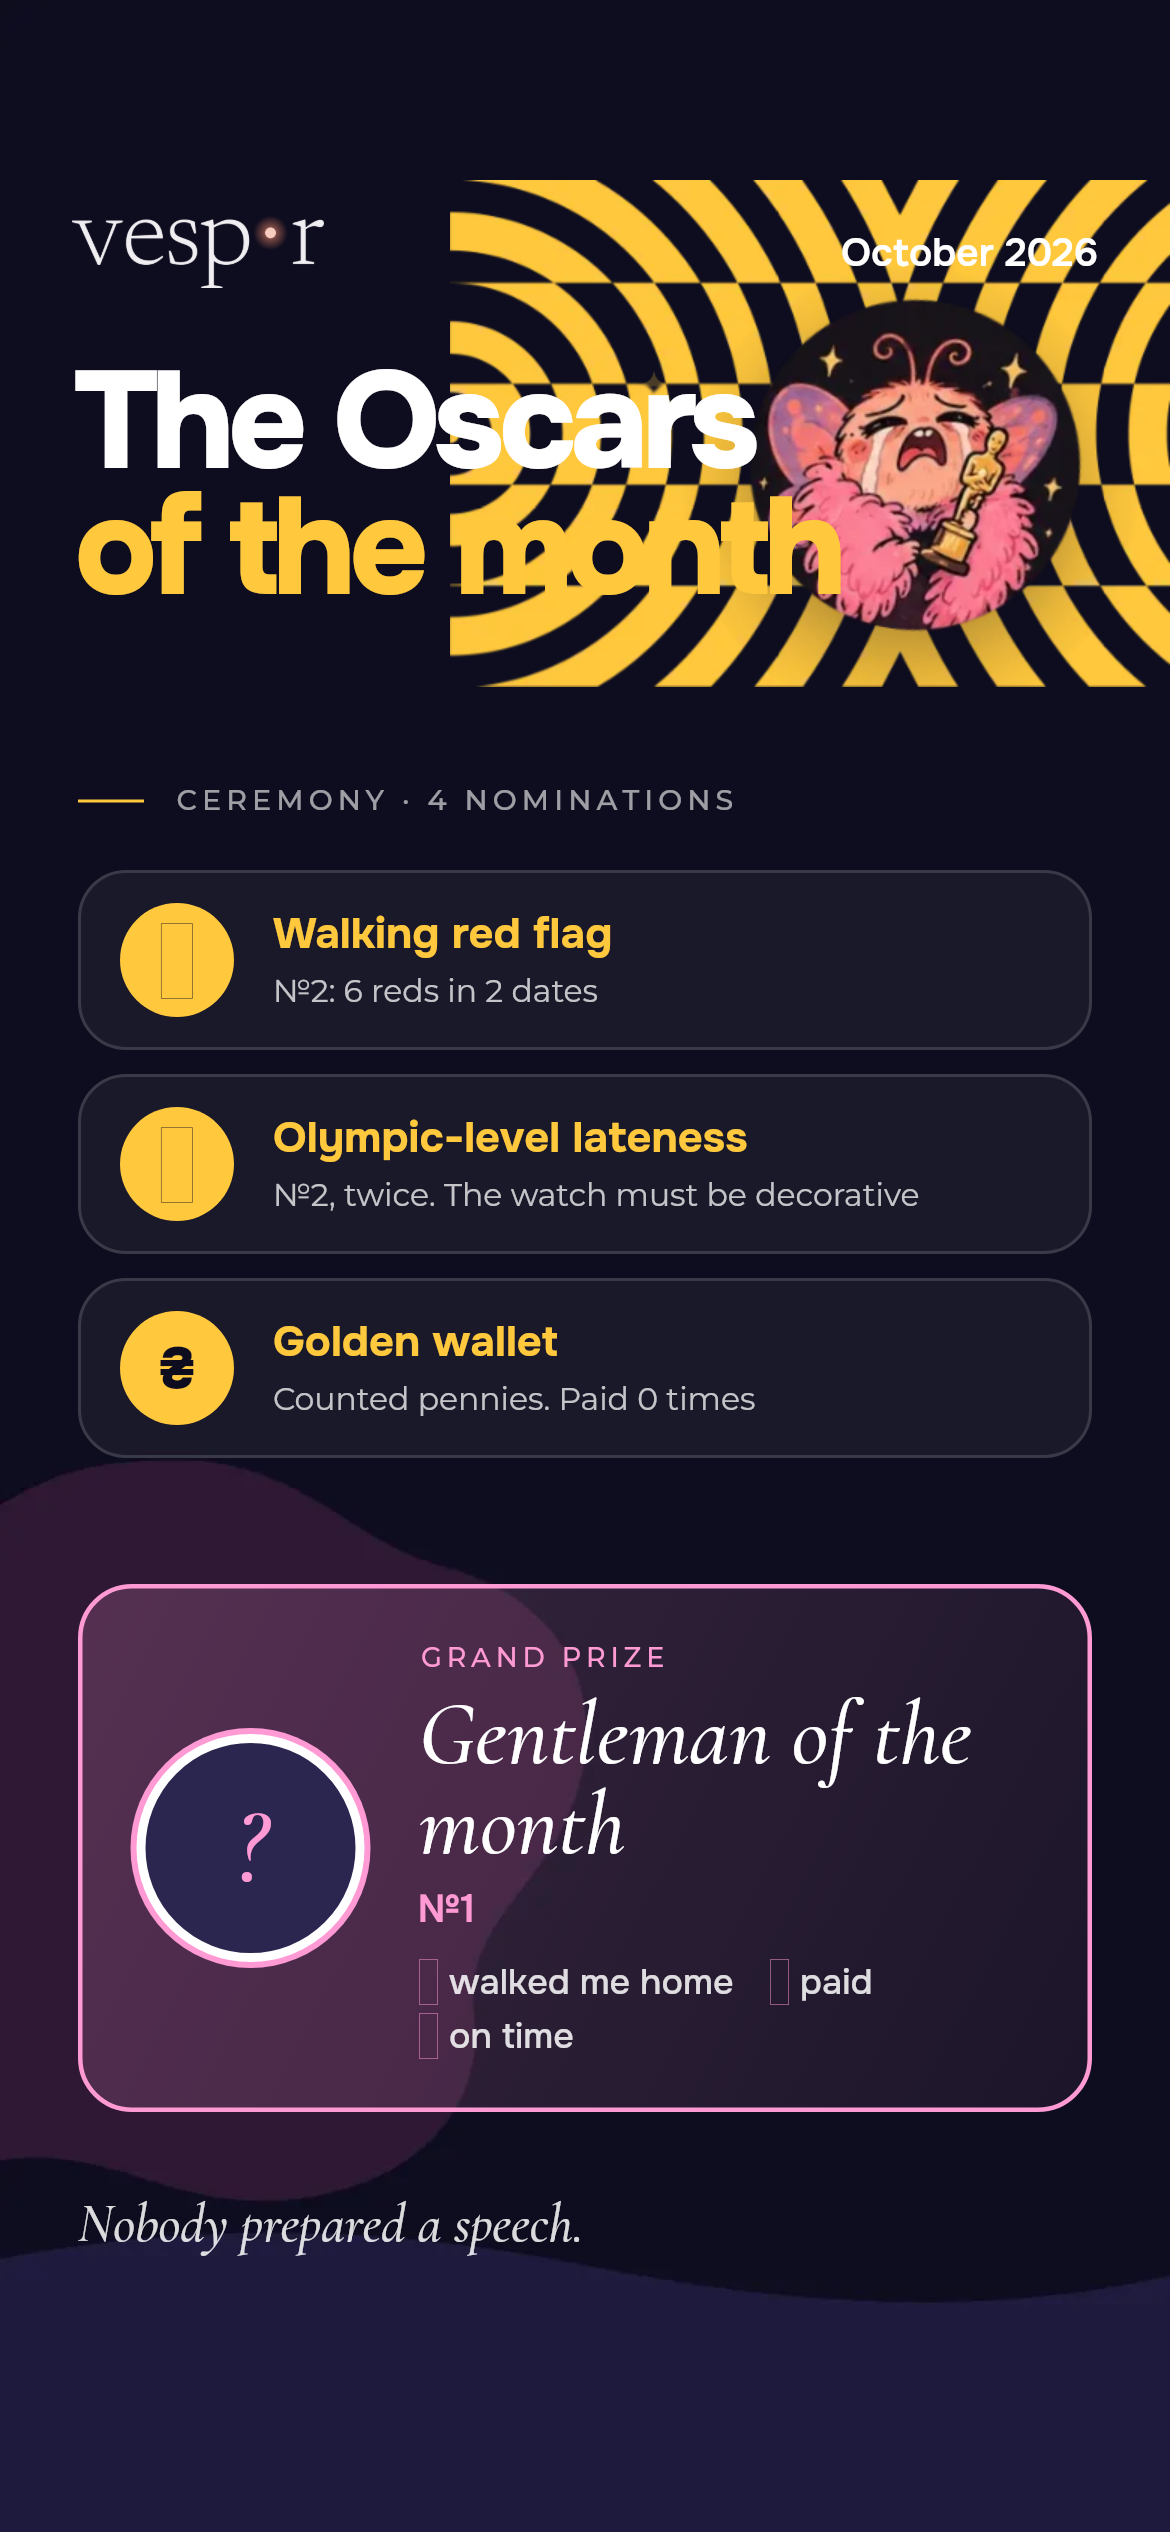 vesp•r
October 2026
The Oscars
of the month
CEREMONY · 4 NOMINATIONS
Walking red flag
№2: 6 reds in 2 dates
Olympic-level lateness
№2, twice. The watch must be decorative
₴
Golden wallet
Counted pennies. Paid 0 times
GRAND PRIZE
Gentleman of the
month
?
№1
walked me home paid
on time
Nobody prepared a speech.